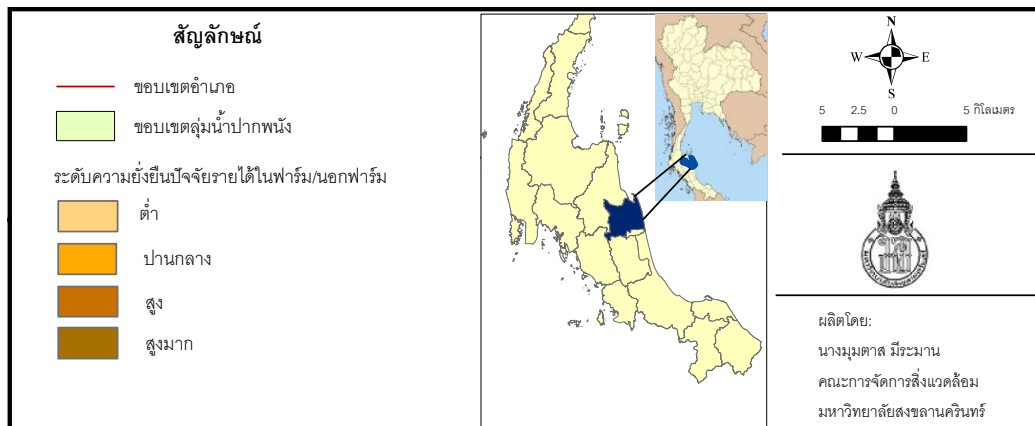 สัญลักษณ์
ขอบเขตอำเภอ
ขอบเขตลุ่มน้ำปากพนัง
ระดับความยั่งยืนปัจจัยรายได้ในฟาร์ม/นอกฟาร์ม
ต่ำ
ปานกลาง
สูง
สูงมาก
N
W E
S
5 2.5 0 5 กิโลเมตร
ผลิตโดย:
นางมุมตาส มีระมาน
คณะการจัดการสิ่งแวดล้อม
มหาวิทยาลัยสงขลานครินทร์